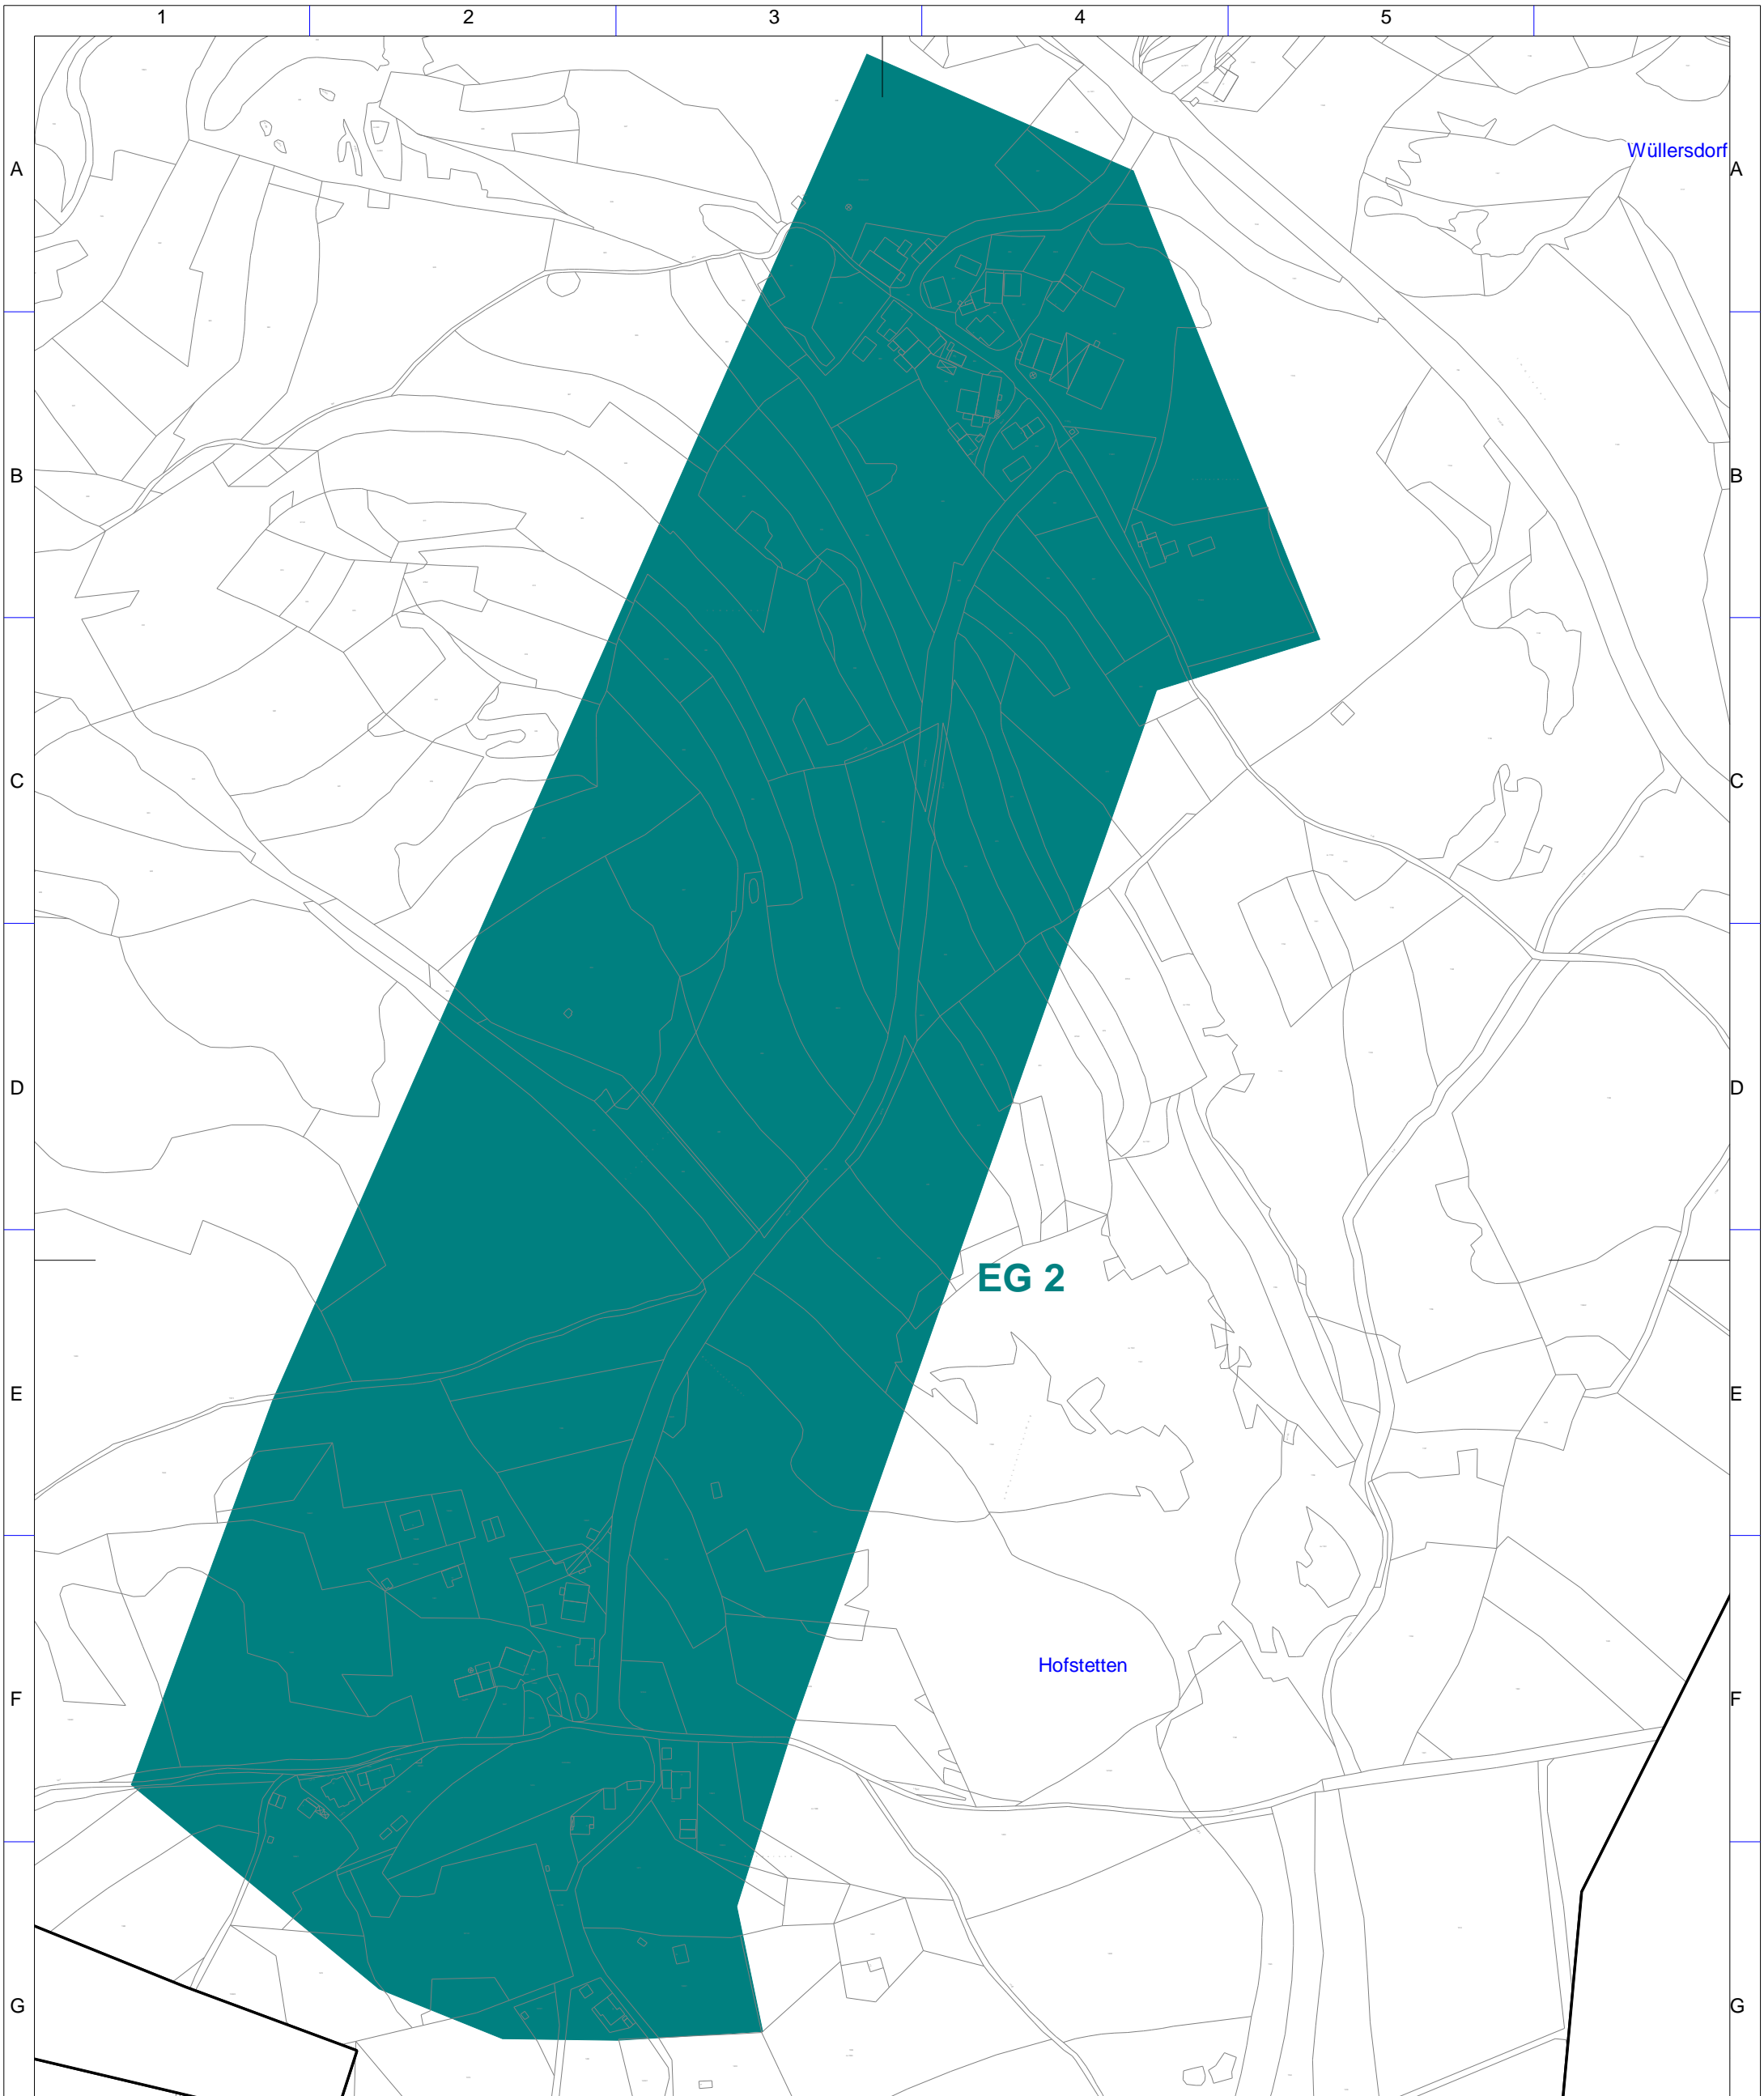 1 2 3 4 5
A Wüllersdorf A
B B
C C
D D
EG 2
E E
Hofstetten
F F
G G